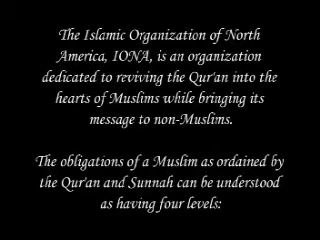 The Islamic Organization of North
America, IONA, is an organization
dedicated to reviving the Qur'an into the
hearts of Muslims while bringing its
message to non-Muslims.
The obligations of a Muslim as ordained by
the Qur'an and Sunnah can be understood
as having four levels: